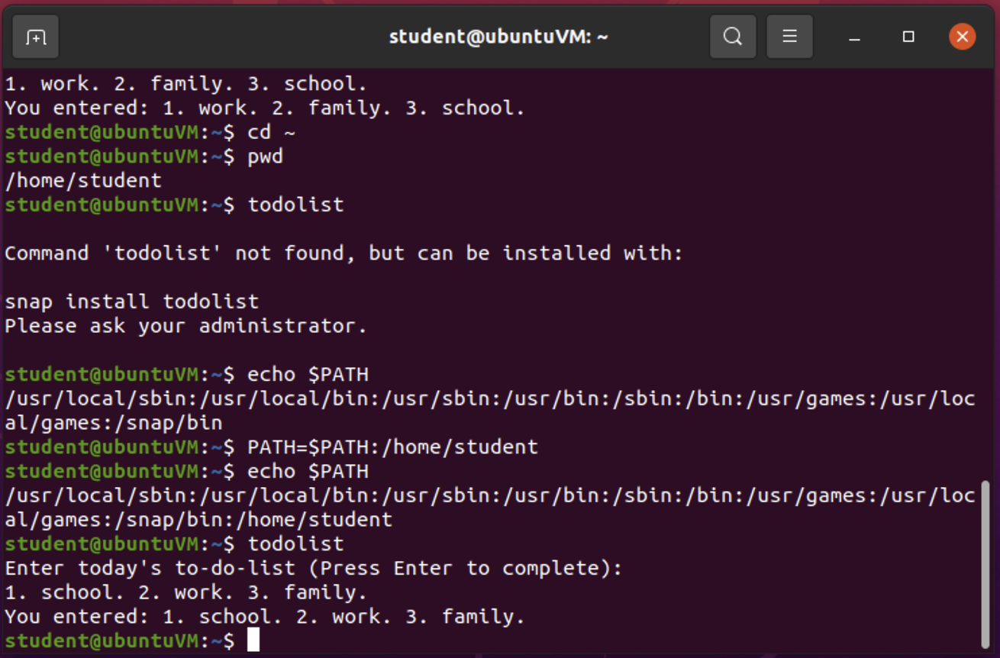 student@ubuntuVM: ~
1. work. 2. family. 3. school.
You entered: 1. work. 2. family. 3. school.
student@ubuntuVM:~$ cd ~
student@ubuntuVM:~$ pwd
/home/student
student@ubuntuVM:~$ todolist
Command 'todolist' not found, but can be installed with:
snap install todolist
Please ask your administrator.
student@ubuntuVM:~$ echo $PATH
/usr/local/sbin:/usr/local/bin:/usr/sbin:/usr/bin:/sbin:/bin:/usr/games:/usr/loc
al/games:/snap/bin
student@ubuntuVM:~$ PATH=$PATH:/home/student
student@ubuntuVM:~$ echo $PATH
/usr/local/sbin:/usr/local/bin:/usr/sbin:/usr/bin:/sbin:/bin:/usr/games:/usr/loc
al/games:/snap/bin:/home/student
student@ubuntuVM:~$ todolist
Enter today's to-do-list (Press Enter to complete):
1. school. 2. work. 3. family.
You entered: 1. school. 2. work. 3. family.
student@ubuntuVM:~$